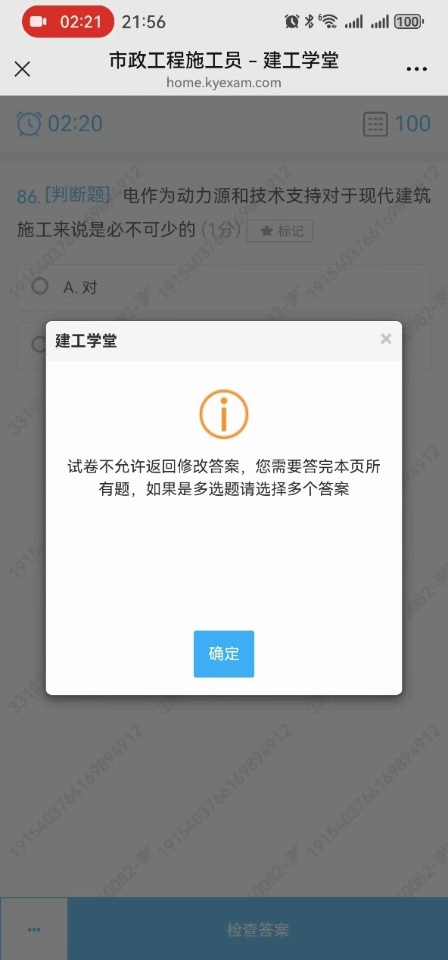 02:21 21:56 100
市政工程施工员 - 建工学堂
home.kyexam.com
02:20 100
86. [判断题] 电作为动力源和技术支持对于现代建筑
施工来说是必不可少的 (1分) 标记
A. 对
建工学堂
试卷不允许返回修改答案，您需要答完本页所
有题，如果是多选题请选择多个答案
确定
检查答案